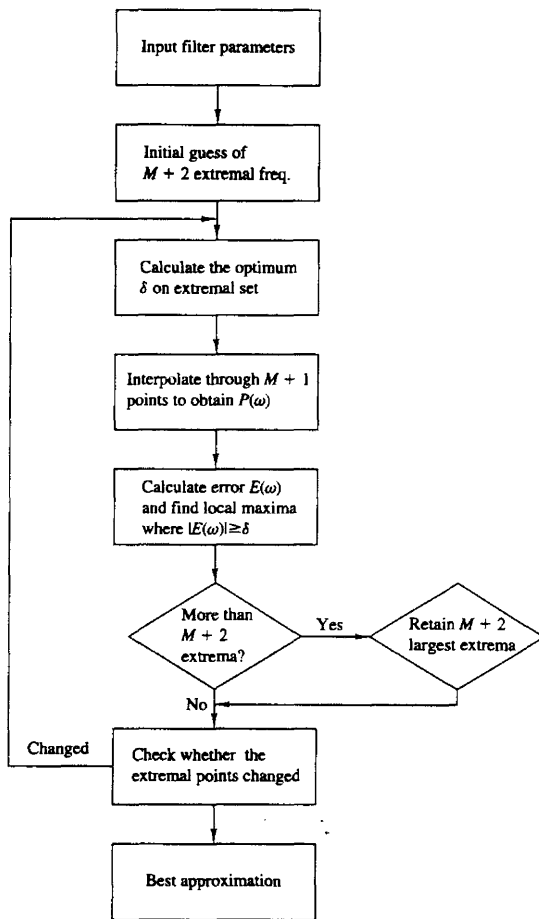 Input filter parameters
Initial guess of
M + 2 extremal freq.
Calculate the optimum
δ on extremal set
Interpolate through M + 1
points to obtain P(ω)
Calculate error E(ω)
and find local maxima
where |E(ω)|≥δ
More than
M + 2
extrema?
Yes
Retain M + 2
largest extrema
No
Changed
Check whether the
extremal points changed
Best approximation